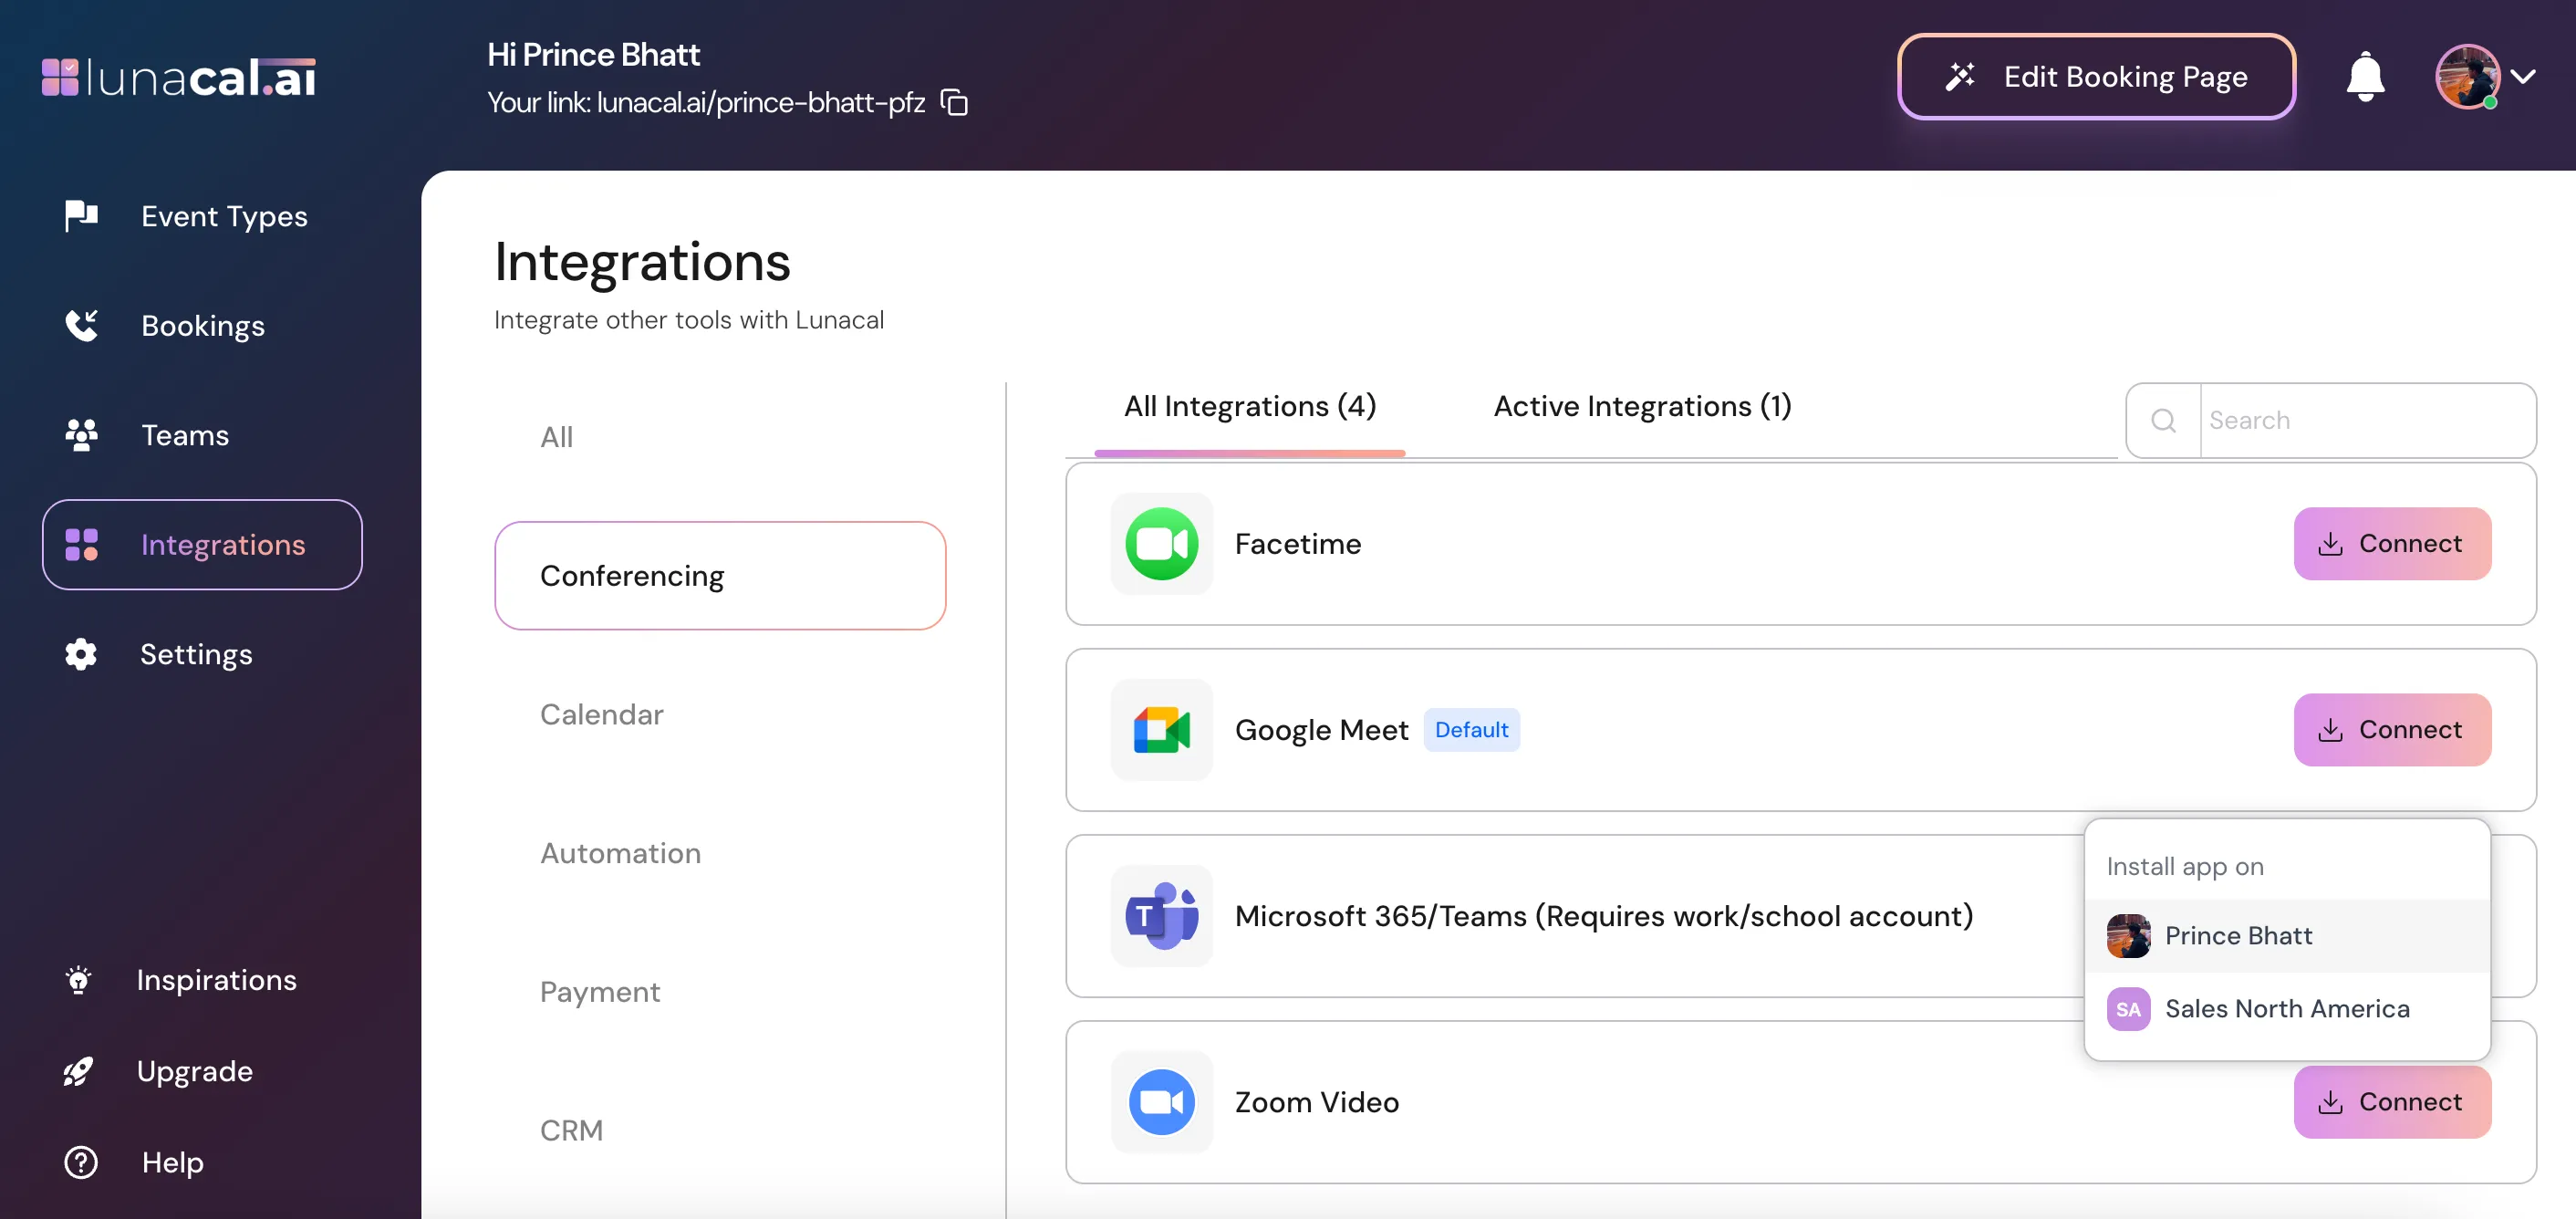 lunacal.ai
Hi Prince Bhatt
Your link: lunacal.ai/prince-bhatt-pfz
Edit Booking Page
Event Types
Bookings
Teams
Integrations
Settings
Inspirations
Upgrade
Help
Integrations
Integrate other tools with Lunacal
All
Conferencing
Calendar
Automation
Payment
CRM
All Integrations (4)
Active Integrations (1)
Search
Facetime
Connect
Google Meet
Default
Connect
T
Microsoft 365/Teams (Requires work/school account)
Install app on
Prince Bhatt
SA
Sales North America
Zoom Video
Connect